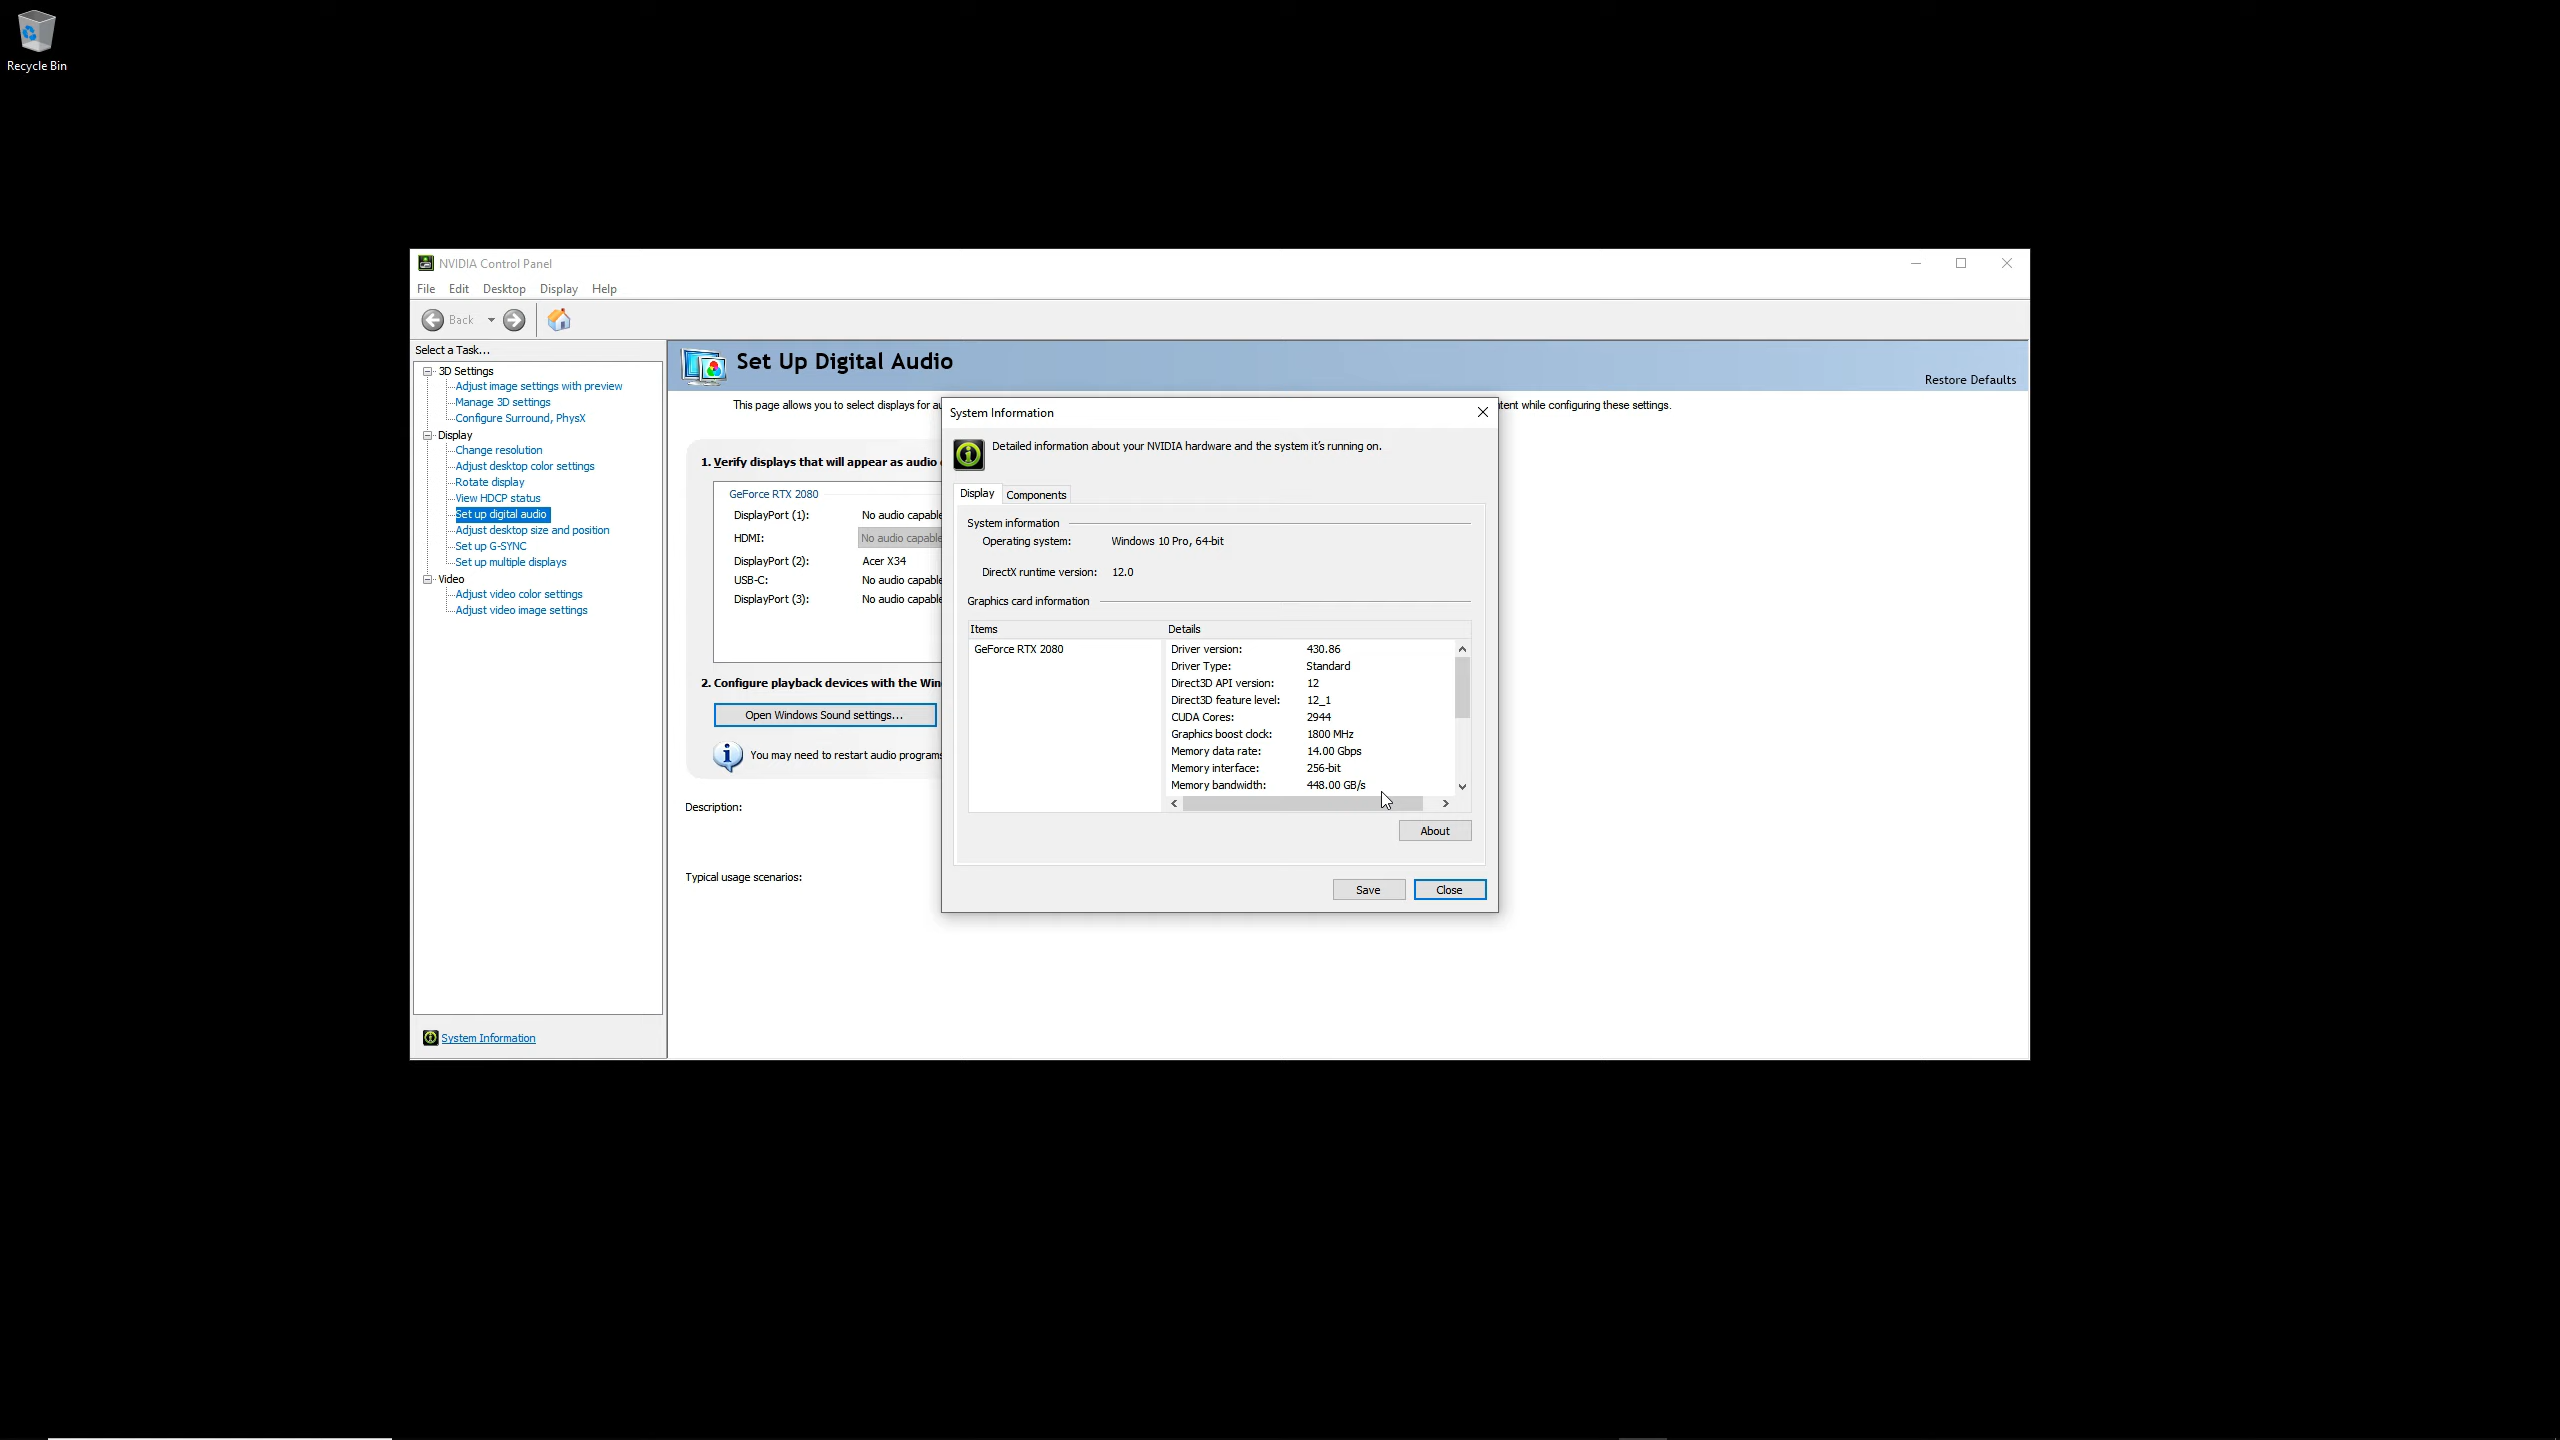 Recycle Bin
NVIDIA Control Panel
File Edit Desktop Display Help
Back
Select a Task...
3D Settings
Adjust image settings with preview
Manage 3D settings
Configure Surround, PhysX
Display
Change resolution
Adjust desktop color settings
Rotate display
View HDCP status
Set up digital audio
Adjust desktop size and position
Set up G-SYNC
Set up multiple displays
Video
Adjust video color settings
Adjust video image settings
System Information
Set Up Digital Audio
Restore Defaults
This page allows you to select displays for au
tent while configuring these settings.
1. Verify displays that will appear as audio
GeForce RTX 2080
DisplayPort (1): No audio capable
HDMI: No audio capable
DisplayPort (2): Acer X34
USB-C: No audio capable
DisplayPort (3): No audio capable
2. Configure playback devices with the Win
Open Windows Sound settings...
You may need to restart audio programs
Description:
Typical usage scenarios:
System Information
Detailed information about your NVIDIA hardware and the system it's running on.
Display Components
System information
Operating system: Windows 10 Pro, 64-bit
DirectX runtime version: 12.0
Graphics card information
Items Details
GeForce RTX 2080
Driver version: 430.86
Driver Type: Standard
Direct3D API version: 12
Direct3D feature level: 12_1
CUDA Cores: 2944
Graphics boost clock: 1800 MHz
Memory data rate: 14.00 Gbps
Memory interface: 256-bit
Memory bandwidth: 448.00 GB/s
About
Save Close